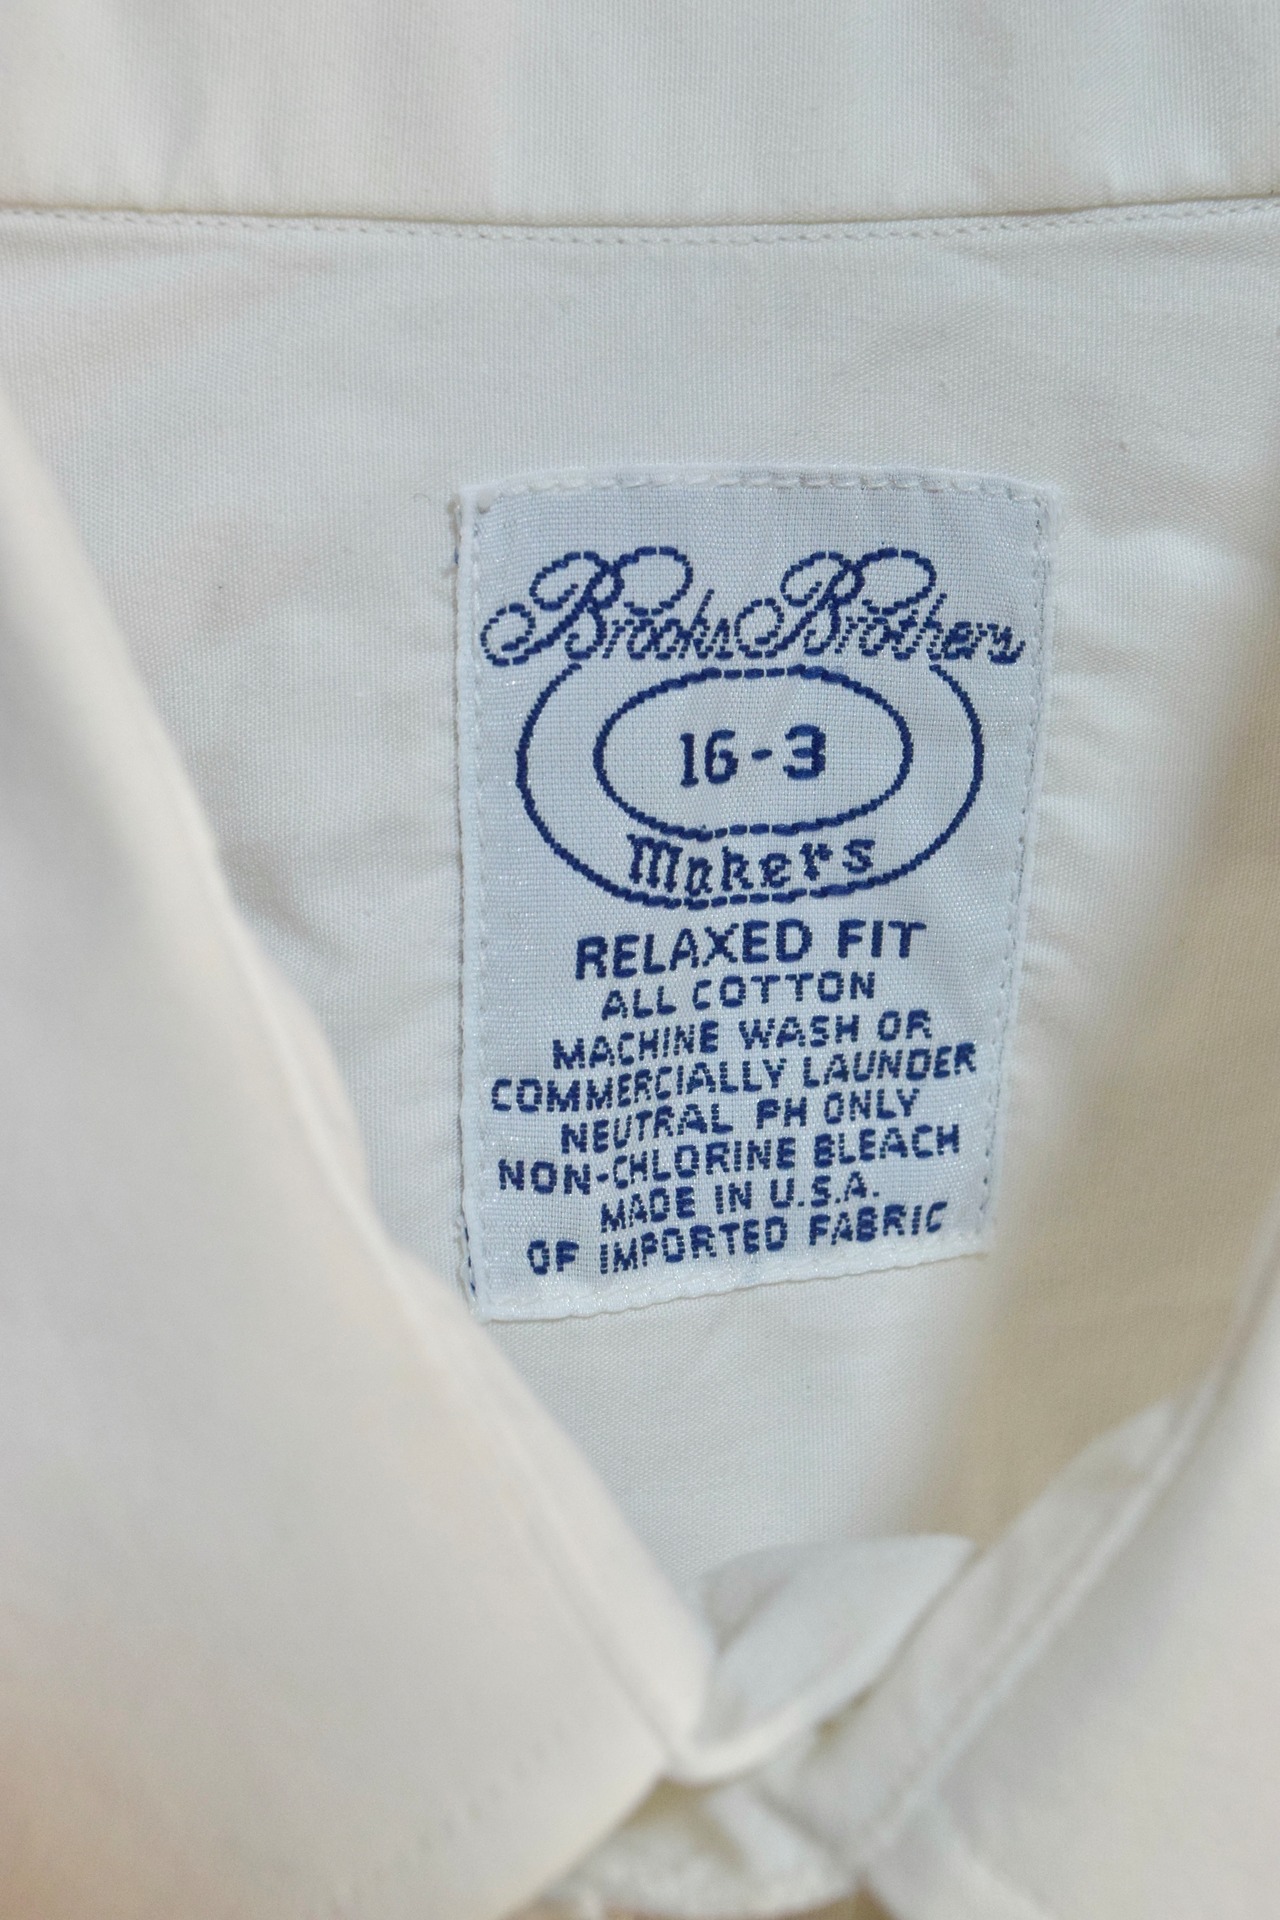 Brooks Brothers
16-3
Makers
RELAXED FIT
ALL COTTON
MACHINE WASH OR
COMMERCIALLY LAUNDER
NEUTRAL PH ONLY
NON-CHLORINE BLEACH
MADE IN U.S.A.
OF IMPORTED FABRIC